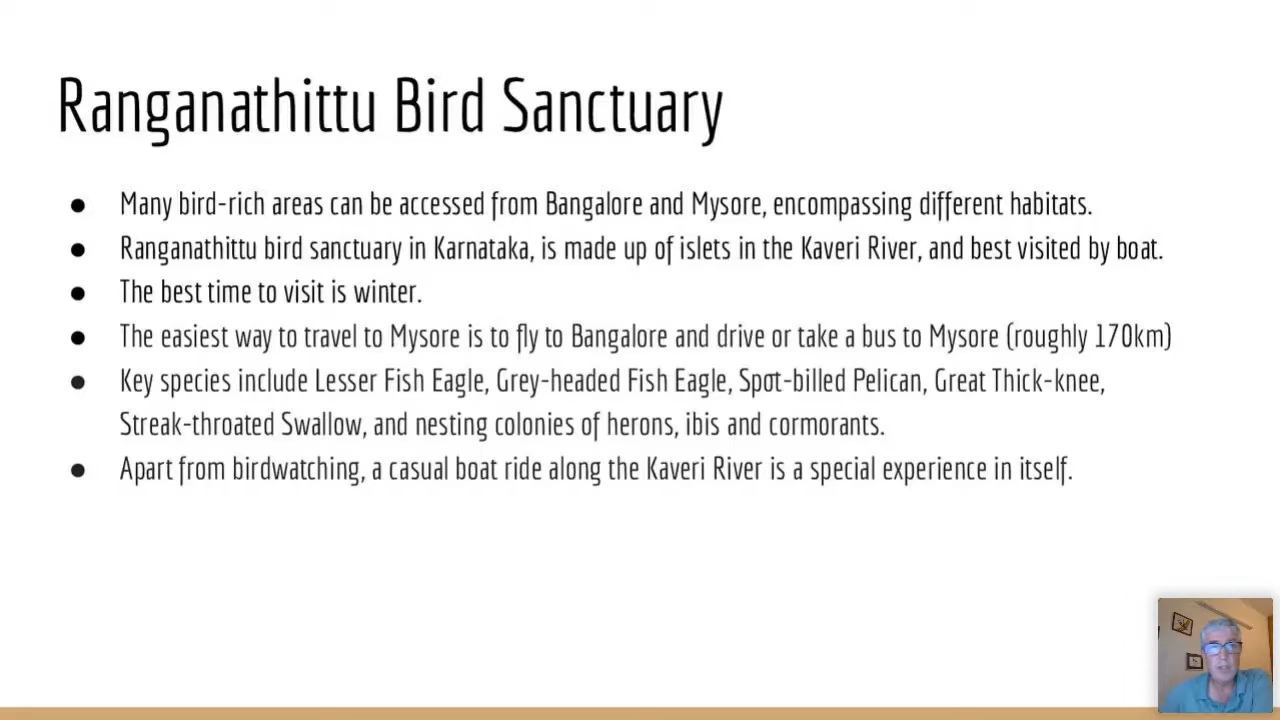 Ranganathittu Bird Sanctuary
● Many bird-rich areas can be accessed from Bangalore and Mysore, encompassing different habitats.
● Ranganathittu bird sanctuary in Karnataka, is made up of islets in the Kaveri River, and best visited by boat.
● The best time to visit is winter.
● The easiest way to travel to Mysore is to fly to Bangalore and drive or take a bus to Mysore (roughly 170km)
● Key species include Lesser Fish Eagle, Grey-headed Fish Eagle, Spot-billed Pelican, Great Thick-knee,
Streak-throated Swallow, and nesting colonies of herons, ibis and cormorants.
● Apart from birdwatching, a casual boat ride along the Kaveri River is a special experience in itself.